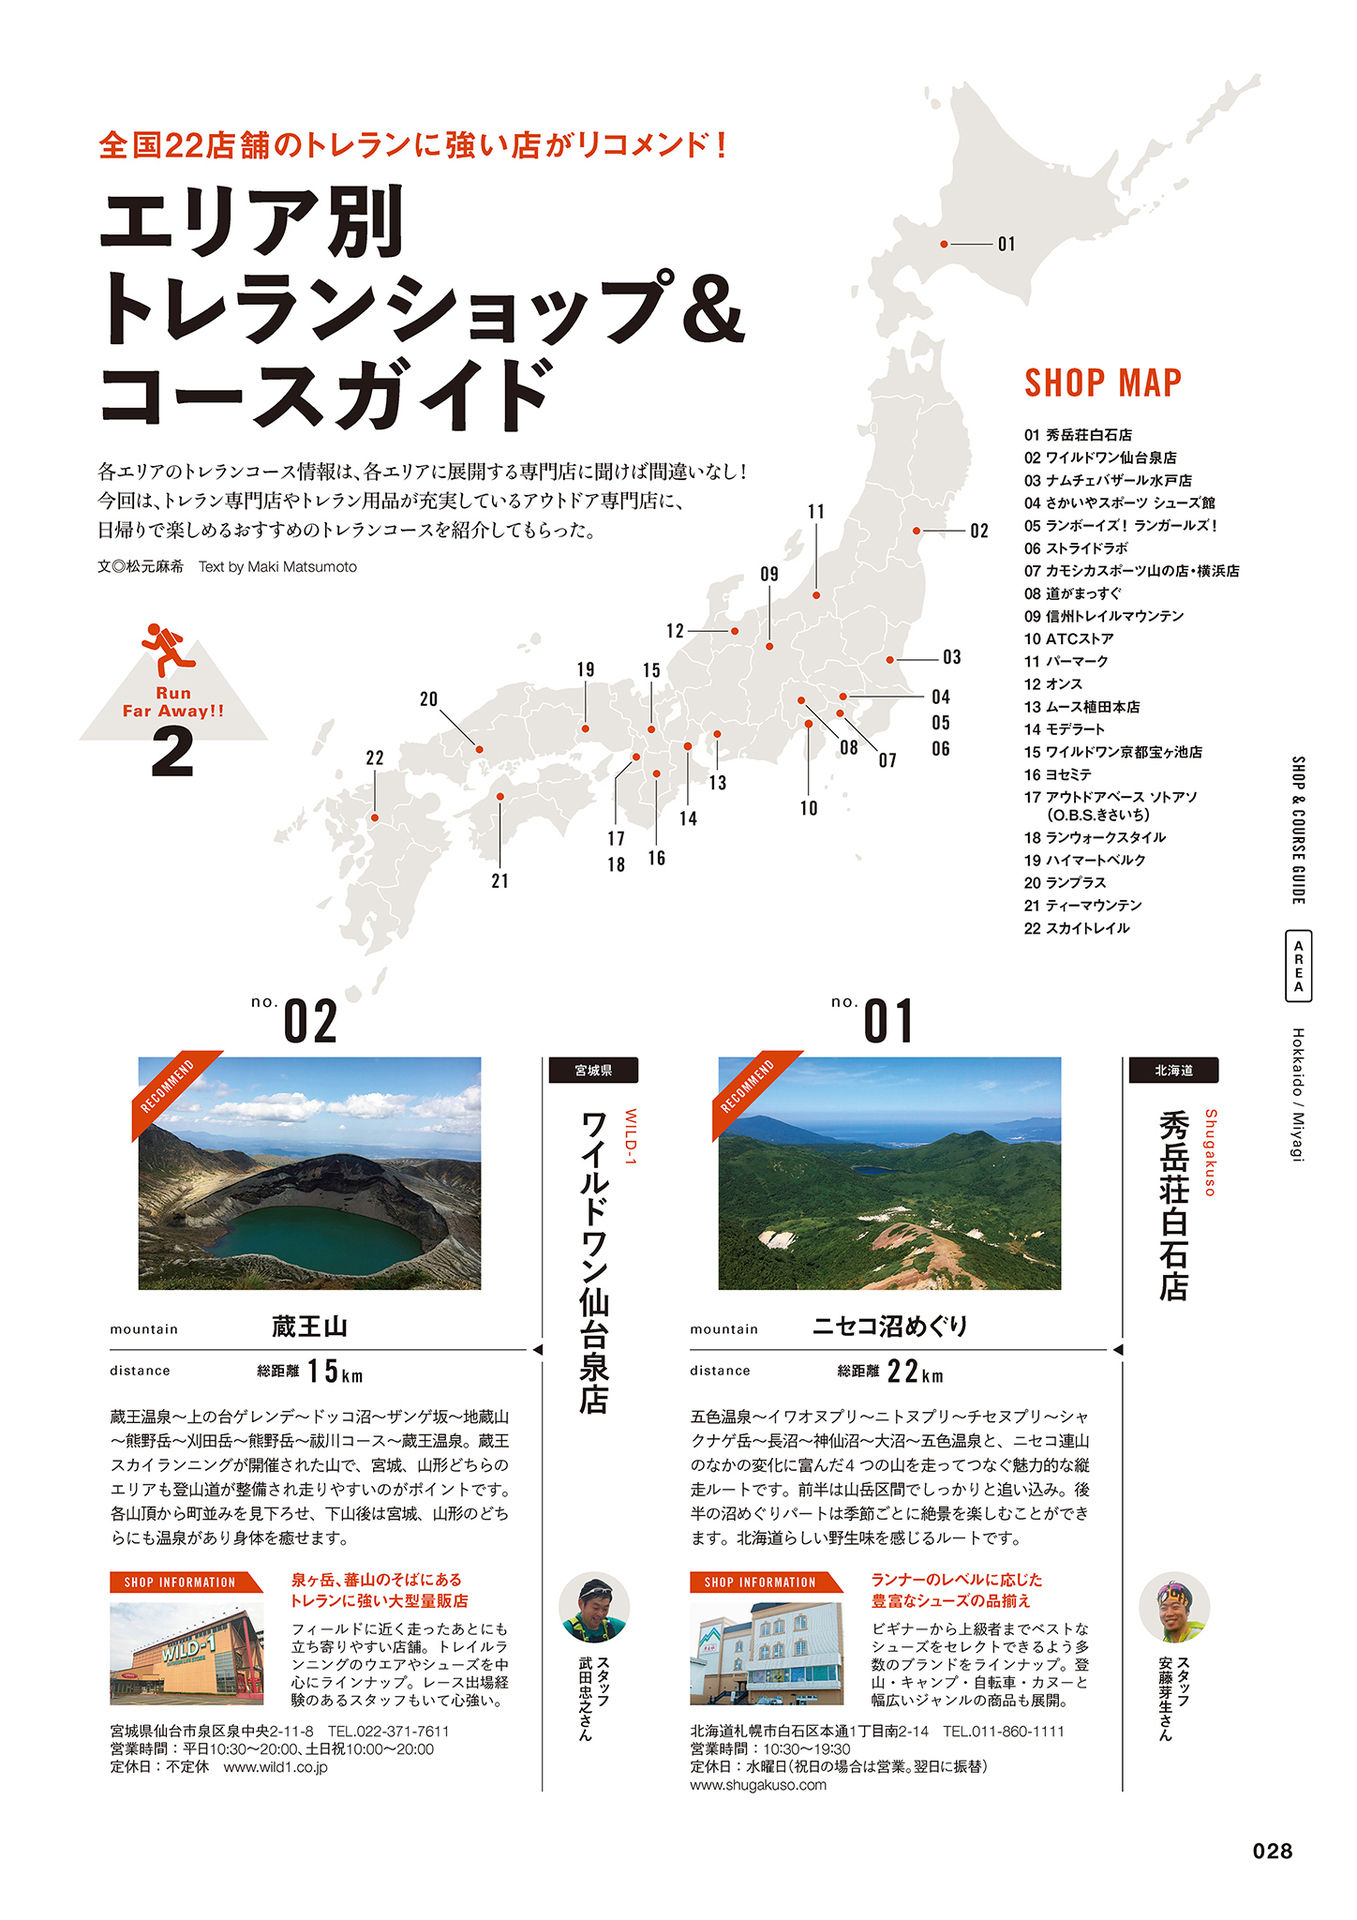 全国22店舗のトレランに強い店がリコメンド！
エリア別
トレランショップ＆
コースガイド
各エリアのトレランコース情報は、各エリアに展開する専門店に聞けば間違いなし！
今回は、トレラン専門店やトレラン用品が充実しているアウトドア専門店に、
日帰りで楽しめるおすすめのトレランコースを紹介してもらった。
文◎松元麻希　Text by Maki Matsumoto
Run
Far Away!!
2
01
02
11
09
12
03
19
15
20
04
05
06
22
08
07
13
10
14
17
18
16
21
SHOP MAP
01 秀岳荘白石店
02 ワイルドワン仙台泉店
03 ナムチェバザール水戸店
04 さかいやスポーツ シューズ館
05 ランボーイズ！ ランガールズ！
06 ストライドラボ
07 カモシカスポーツ山の店・横浜店
08 道がまっすぐ
09 信州トレイルマウンテン
10 ATCストア
11 パーマーク
12 オンス
13 ムース植田本店
14 モデラート
15 ワイルドワン京都宝ヶ池店
16 ヨセミテ
17 アウトドアベース ソトアソ
（O.B.S.きさいち）
18 ランウォークスタイル
19 ハイマートベルク
20 ランプラス
21 ティーマウンテン
22 スカイトレイル
SHOP & COURSE GUIDE
AREA
Hokkaido / Miyagi
no. 01
RECOMMEND
北海道
Shugakuso
秀岳荘白石店
mountain
ニセコ沼めぐり
distance
総距離 22km
五色温泉〜イワオヌプリ〜ニトヌプリ〜チセヌプリ〜シャ
クナゲ岳〜長沼〜神仙沼〜大沼〜五色温泉と、ニセコ連山
のなかの変化に富んだ4つの山を走ってつなぐ魅力的な縦
走ルートです。前半は山岳区間でしっかりと追い込み。後
半の沼めぐりパートは季節ごとに絶景を楽しむことができ
ます。北海道らしい野生味を感じるルートです。
SHOP INFORMATION
ランナーのレベルに応じた
豊富なシューズの品揃え
ビギナーから上級者までベストな
シューズをセレクトできるよう多
数のブランドをラインナップ。登
山・キャンプ・自転車・カヌーと
幅広いジャンルの商品も展開。
スタッフ
安藤芽生さん
北海道札幌市白石区本通1丁目南2-14　TEL.011-860-1111
営業時間：10:30〜19:30
定休日：水曜日（祝日の場合は営業。翌日に振替）
www.shugakuso.com
no. 02
RECOMMEND
宮城県
WILD-1
ワイルドワン仙台泉店
mountain
蔵王山
distance
総距離 15km
蔵王温泉〜上の台ゲレンデ〜ドッコ沼〜ザンゲ坂〜地蔵山
〜熊野岳〜刈田岳〜熊野岳〜祓川コース〜蔵王温泉。蔵王
スカイランニングが開催された山で、宮城、山形どちらの
エリアも登山道が整備され走りやすいのがポイントです。
各山頂から町並みを見下ろせ、下山後は宮城、山形のどち
らにも温泉があり身体を癒せます。
SHOP INFORMATION
WILD-1
泉ヶ岳、蕃山のそばにある
トレランに強い大型量販店
フィールドに近く走ったあとにも
立ち寄りやすい店舗。トレイルラ
ンニングのウエアやシューズを中
心にラインナップ。レース出場経
験のあるスタッフもいて心強い。
スタッフ
武田忠之さん
宮城県仙台市泉区泉中央2-11-8　TEL.022-371-7611
営業時間：平日10:30〜20:00、土日祝10:00〜20:00
定休日：不定休　www.wild1.co.jp
028